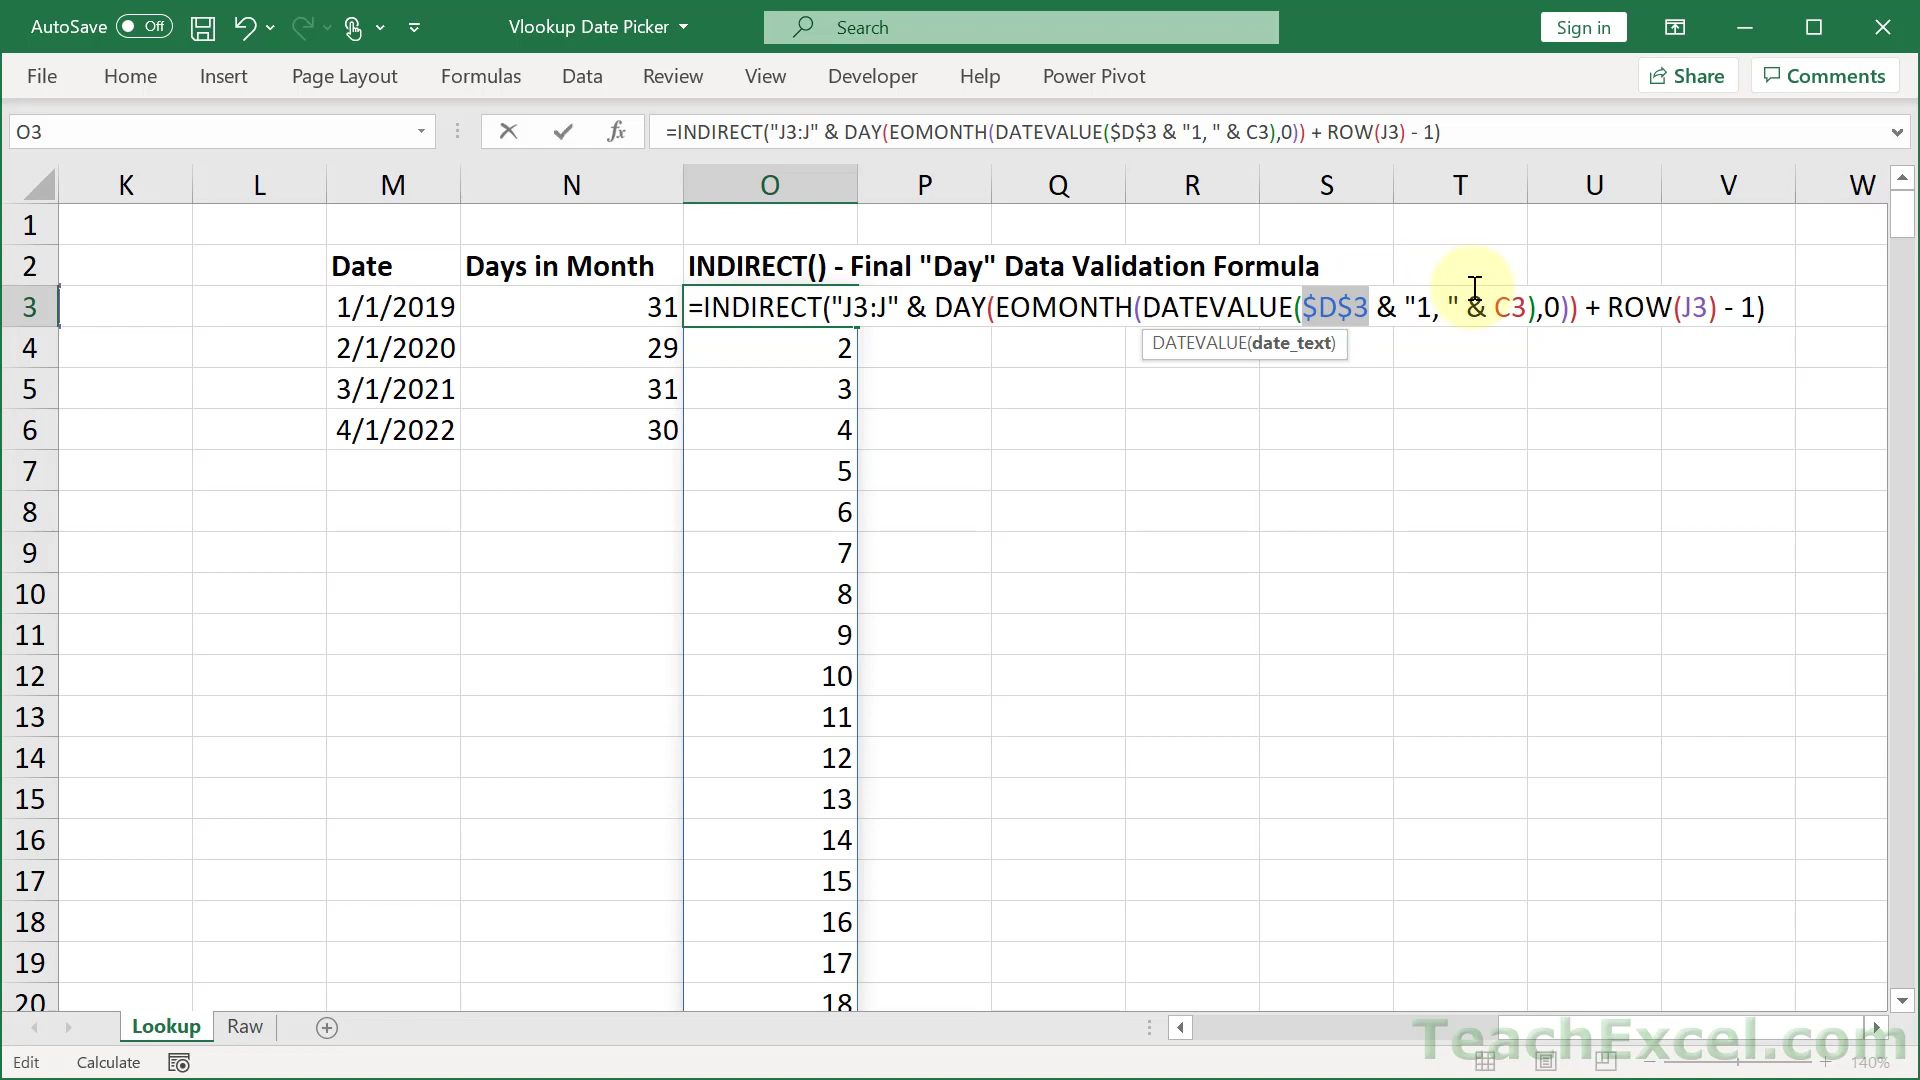 AutoSave Off Vlookup Date Picker Search Sign in
File Home Insert Page Layout Formulas Data Review View Developer Help Power Pivot Share Comments
O3 fx =INDIRECT("J3:J" & DAY(EOMONTH(DATEVALUE($D$3 & "1, " & C3),0)) + ROW(J3) - 1)
K L M N O P Q R S T U V W
1
2 Date Days in Month INDIRECT() - Final "Day" Data Validation Formula
3 1/1/2019 31 =INDIRECT("J3:J" & DAY(EOMONTH(DATEVALUE($D$3 & "1, " & C3),0)) + ROW(J3) - 1)
DATEVALUE(date_text)
4 2/1/2020 29 2
5 3/1/2021 31 3
6 4/1/2022 30 4
7 5
8 6
9 7
10 8
11 9
12 10
13 11
14 12
15 13
16 14
17 15
18 16
19 17
20 18
Lookup Raw
TeachExcel.com
Edit Calculate 140%